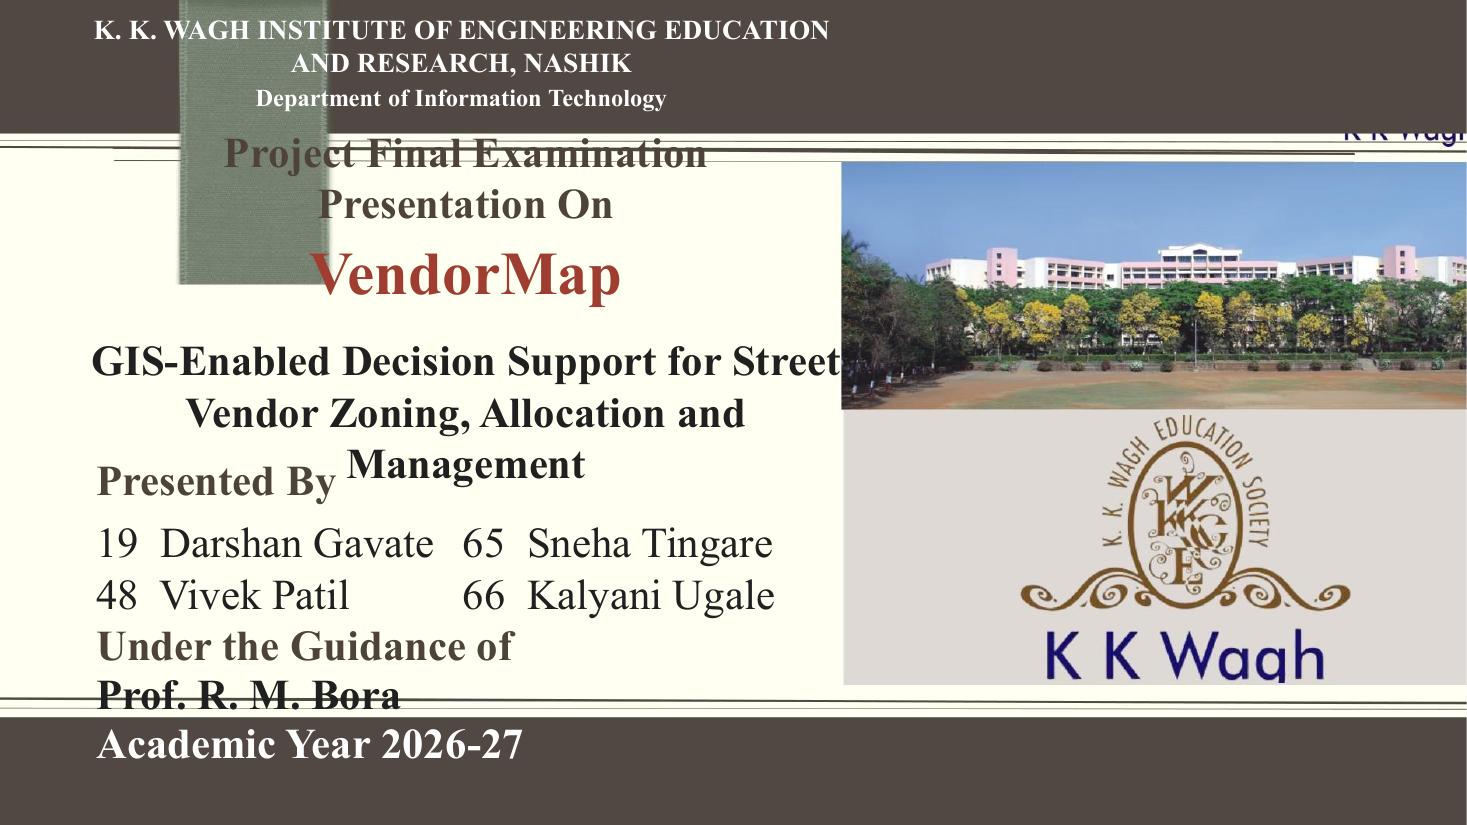 K. K. WAGH INSTITUTE OF ENGINEERING EDUCATION
AND RESEARCH, NASHIK
Department of Information Technology
K K Wagh
Project Final Examination
Presentation On
VendorMap
GIS-Enabled Decision Support for Street
Vendor Zoning, Allocation and
Management
Presented By
19 Darshan Gavate 65 Sneha Tingare
48 Vivek Patil 66 Kalyani Ugale
Under the Guidance of
Prof. R. M. Bora
Academic Year 2026-27
K. K. WAGH EDUCATION SOCIETY
K K Wagh